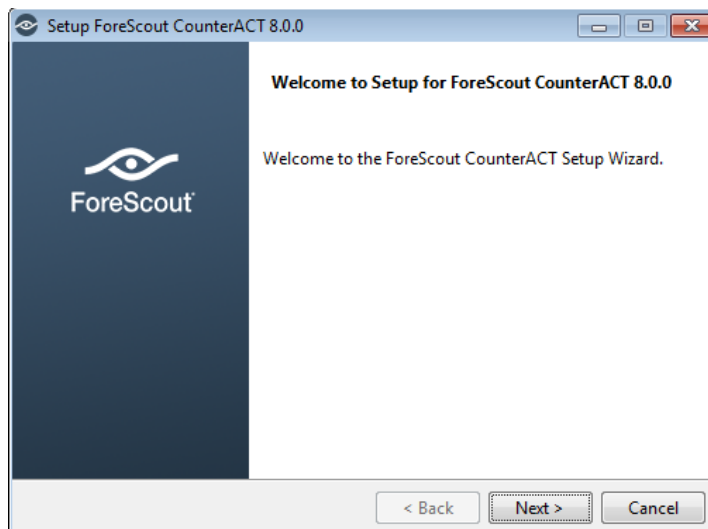 Setup ForeScout CounterACT 8.0.0
Welcome to Setup for ForeScout CounterACT 8.0.0
Welcome to the ForeScout CounterACT Setup Wizard.
ForeScout
< Back Next > Cancel